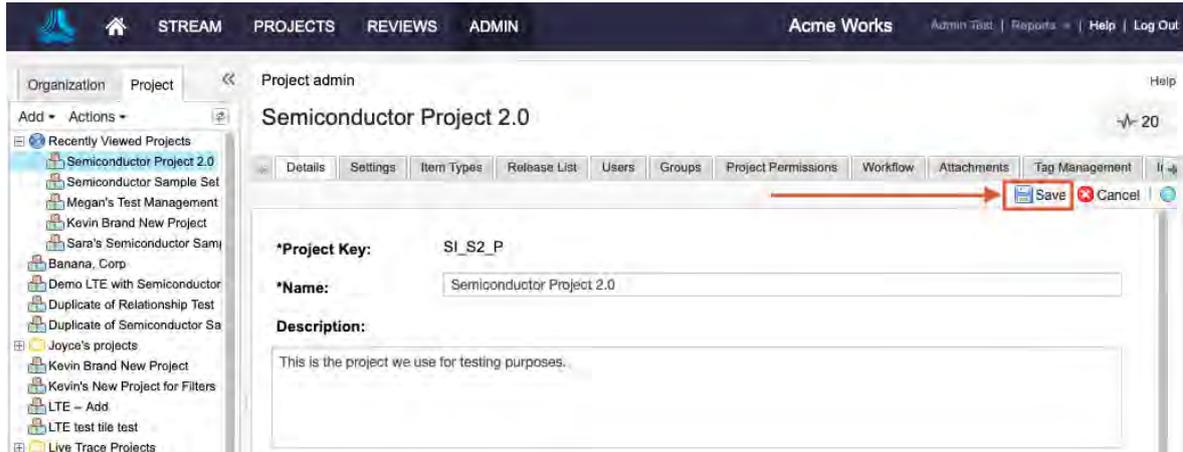 STREAM PROJECTS REVIEWS ADMIN Acme Works Admin Test | Reports | Help | Log Out
Organization Project
Project admin Help
Add Actions
Semiconductor Project 2.0 20
Recently Viewed Projects
Semiconductor Project 2.0
Semiconductor Sample Set
Megan's Test Management
Kevin Brand New Project
Sara's Semiconductor Sam
Banana, Corp
Demo LTE with Semiconductor
Duplicate of Relationship Test
Duplicate of Semiconductor Sa
Joyce's projects
Kevin Brand New Project
Kevin's New Project for Filters
LTE – Add
LTE test tile test
Live Trace Projects
Details Settings Item Types Release List Users Groups Project Permissions Workflow Attachments Tag Management
Save Cancel
*Project Key: SI_S2_P
*Name: Semiconductor Project 2.0
Description:
This is the project we use for testing purposes.